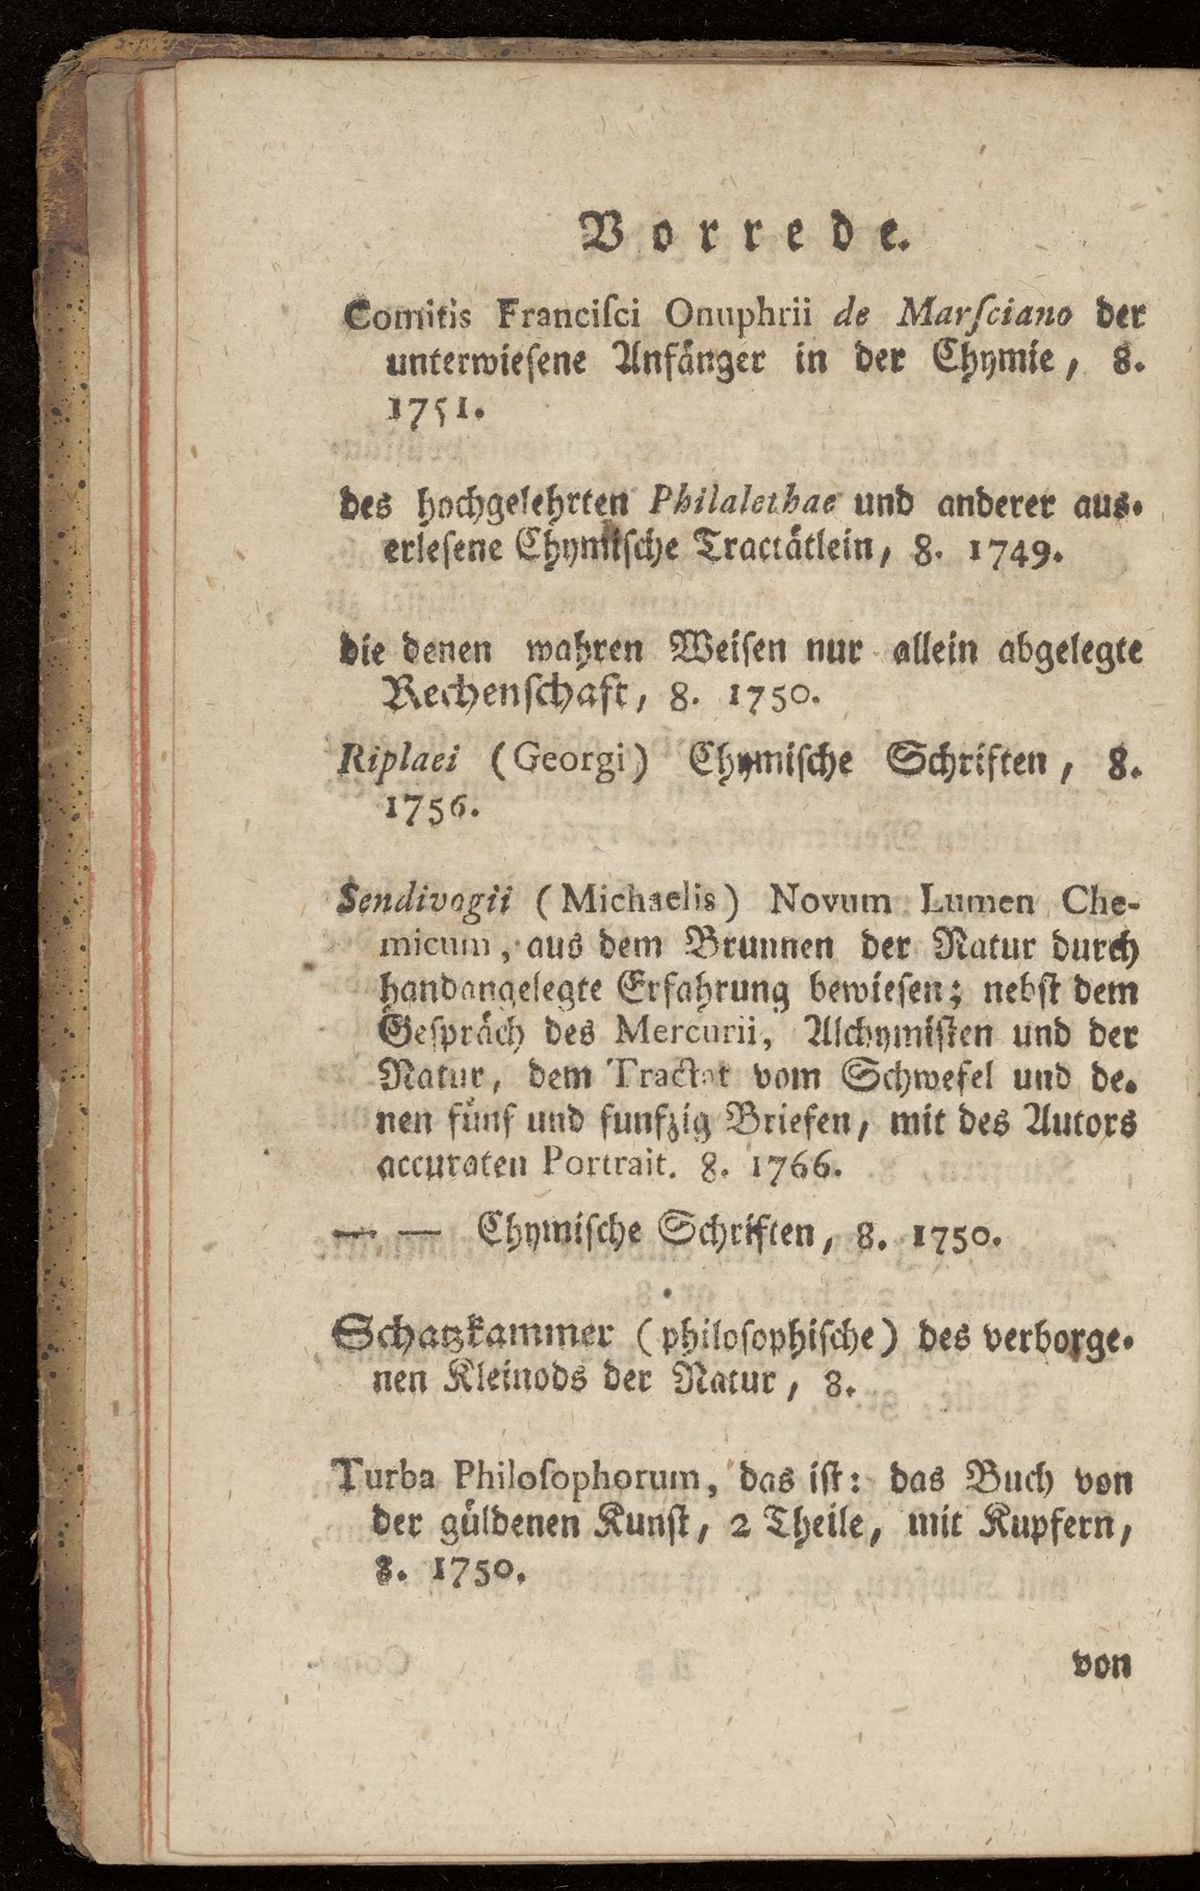 Vorrede.
Comitis Franciſci Onuphrii de Marſciano der
unterwieſene Anfänger in der Chymie, 8.
1751.
des hochgelehrten Philalethae und anderer aus-
erleſene Chymiſche Tractätlein, 8. 1749.
die denen wahren Weiſen nur allein abgelegte
Rechenſchaft, 8. 1750.
Riplaei (Georgi) Chymiſche Schriften, 8.
1756.
Sendivogii (Michaelis) Novum Lumen Che-
micum, aus dem Brunnen der Natur durch
handangelegte Erfahrung bewieſen; nebſt dem
Geſpräch des Mercurii, Alchymiſten und der
Natur, dem Tractat vom Schwefel und de-
nen fünf und funfzig Briefen, mit des Autors
accuraten Portrait. 8. 1766.
— — Chymiſche Schriften, 8. 1750.
Schatzkammer (philoſophiſche) des verborge-
nen Kleinods der Natur, 8.
Turba Philoſophorum, das iſt: das Buch von
der güldenen Kunſt, 2 Theile, mit Kupfern,
8. 1750.
von